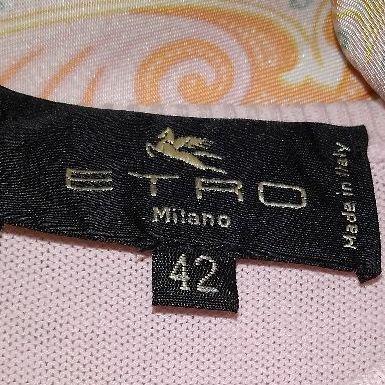 ETRO
Milano
Made in Italy
42